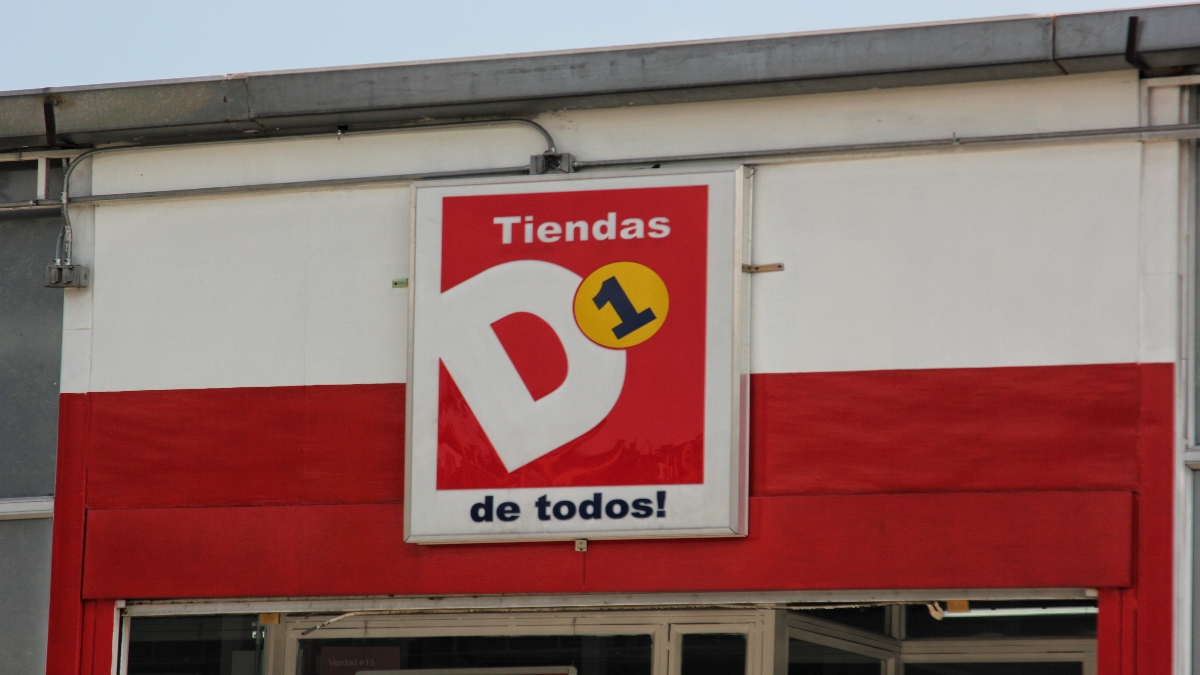 Tiendas
D1
de todos!